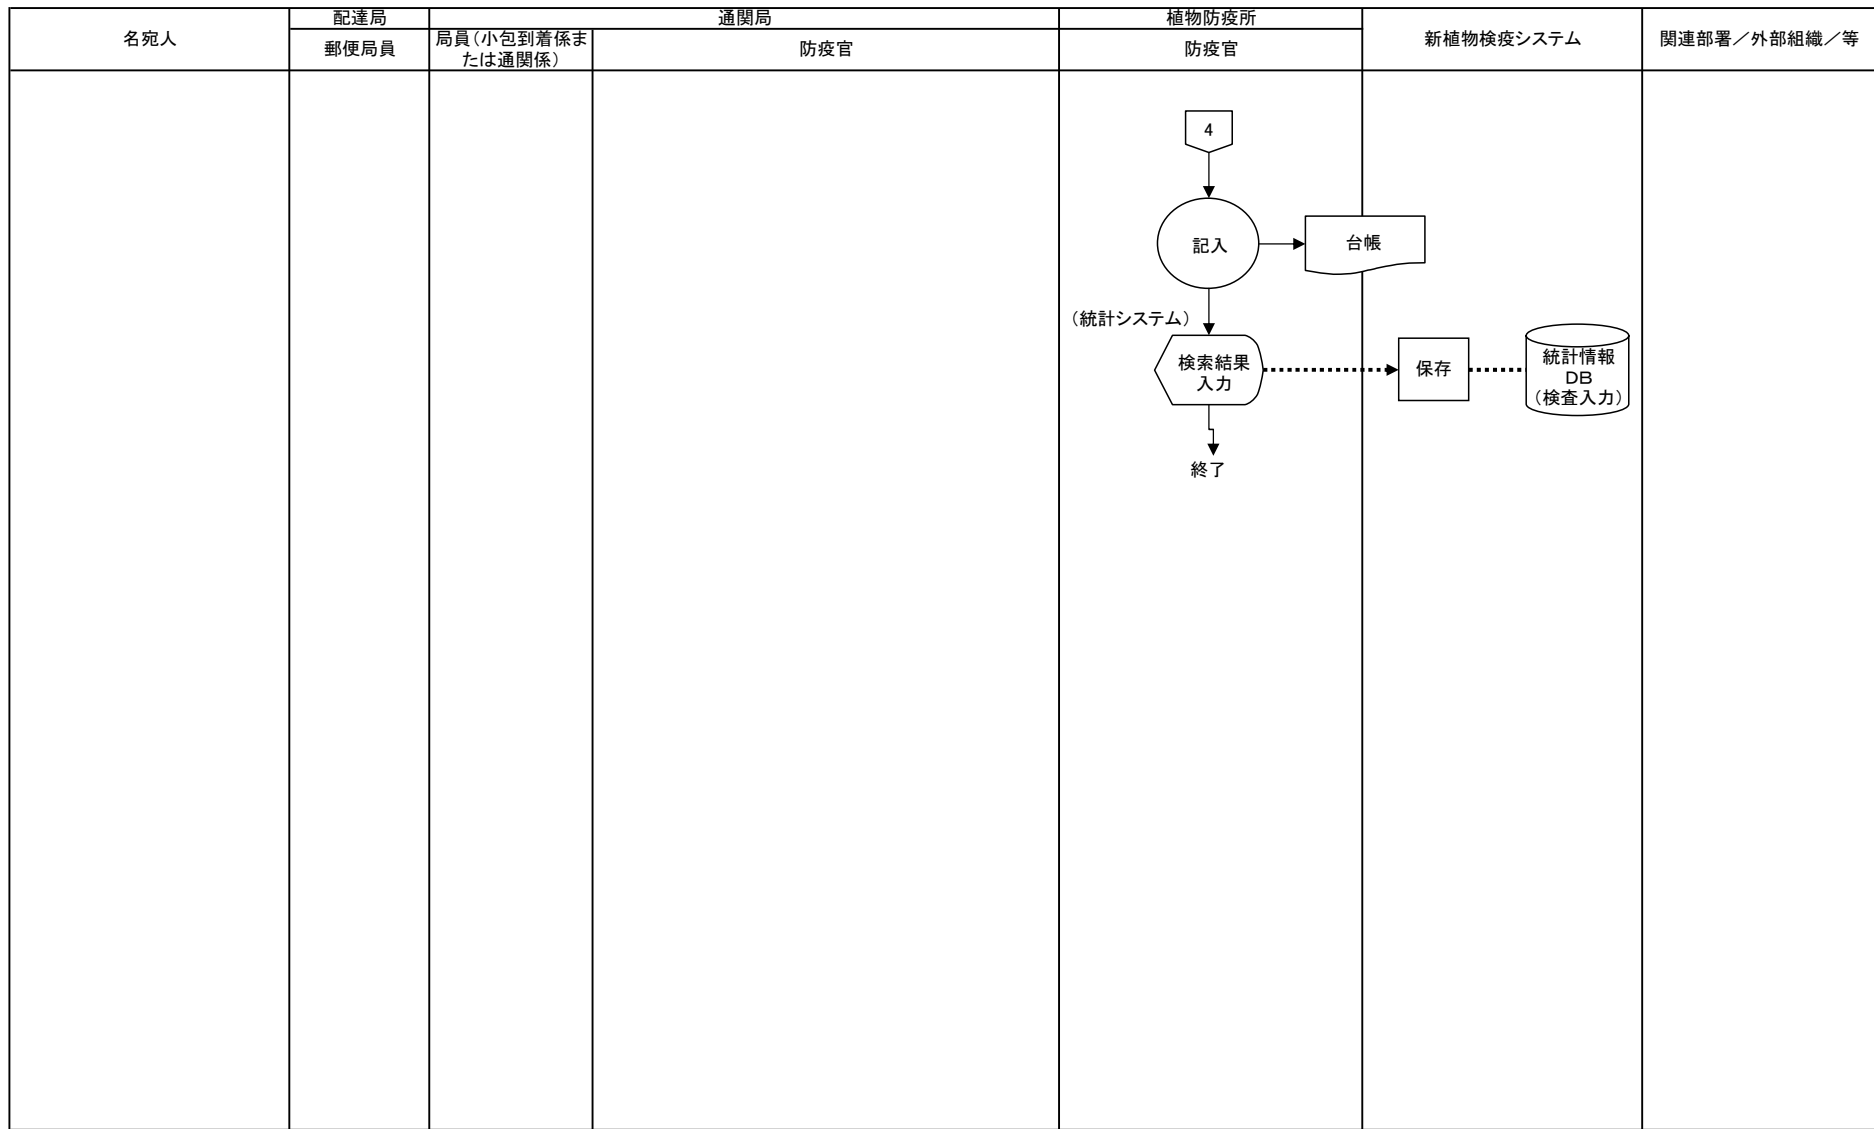 名宛人
配達局
通関局
植物防疫所
新植物検疫システム
関連部署／外部組織／等
郵便局員
局員（小包到着係ま
たは通関係）
防疫官
防疫官
4
記入
台帳
（統計システム）
検索結果
入力
保存
統計情報
ＤＢ
（検査入力）
終了